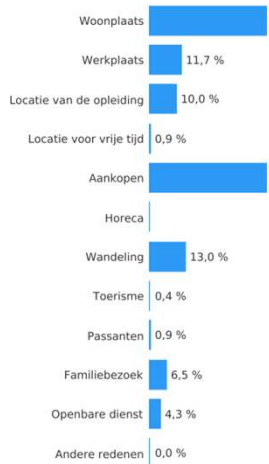 Woonplaats
Werkplaats 11,7 %
Locatie van de opleiding 10,0 %
Locatie voor vrije tijd 0,9 %
Aankopen
Horeca
Wandeling 13,0 %
Toerisme 0,4 %
Passanten 0,9 %
Familiebezoek 6,5 %
Openbare dienst 4,3 %
Andere redenen 0,0 %